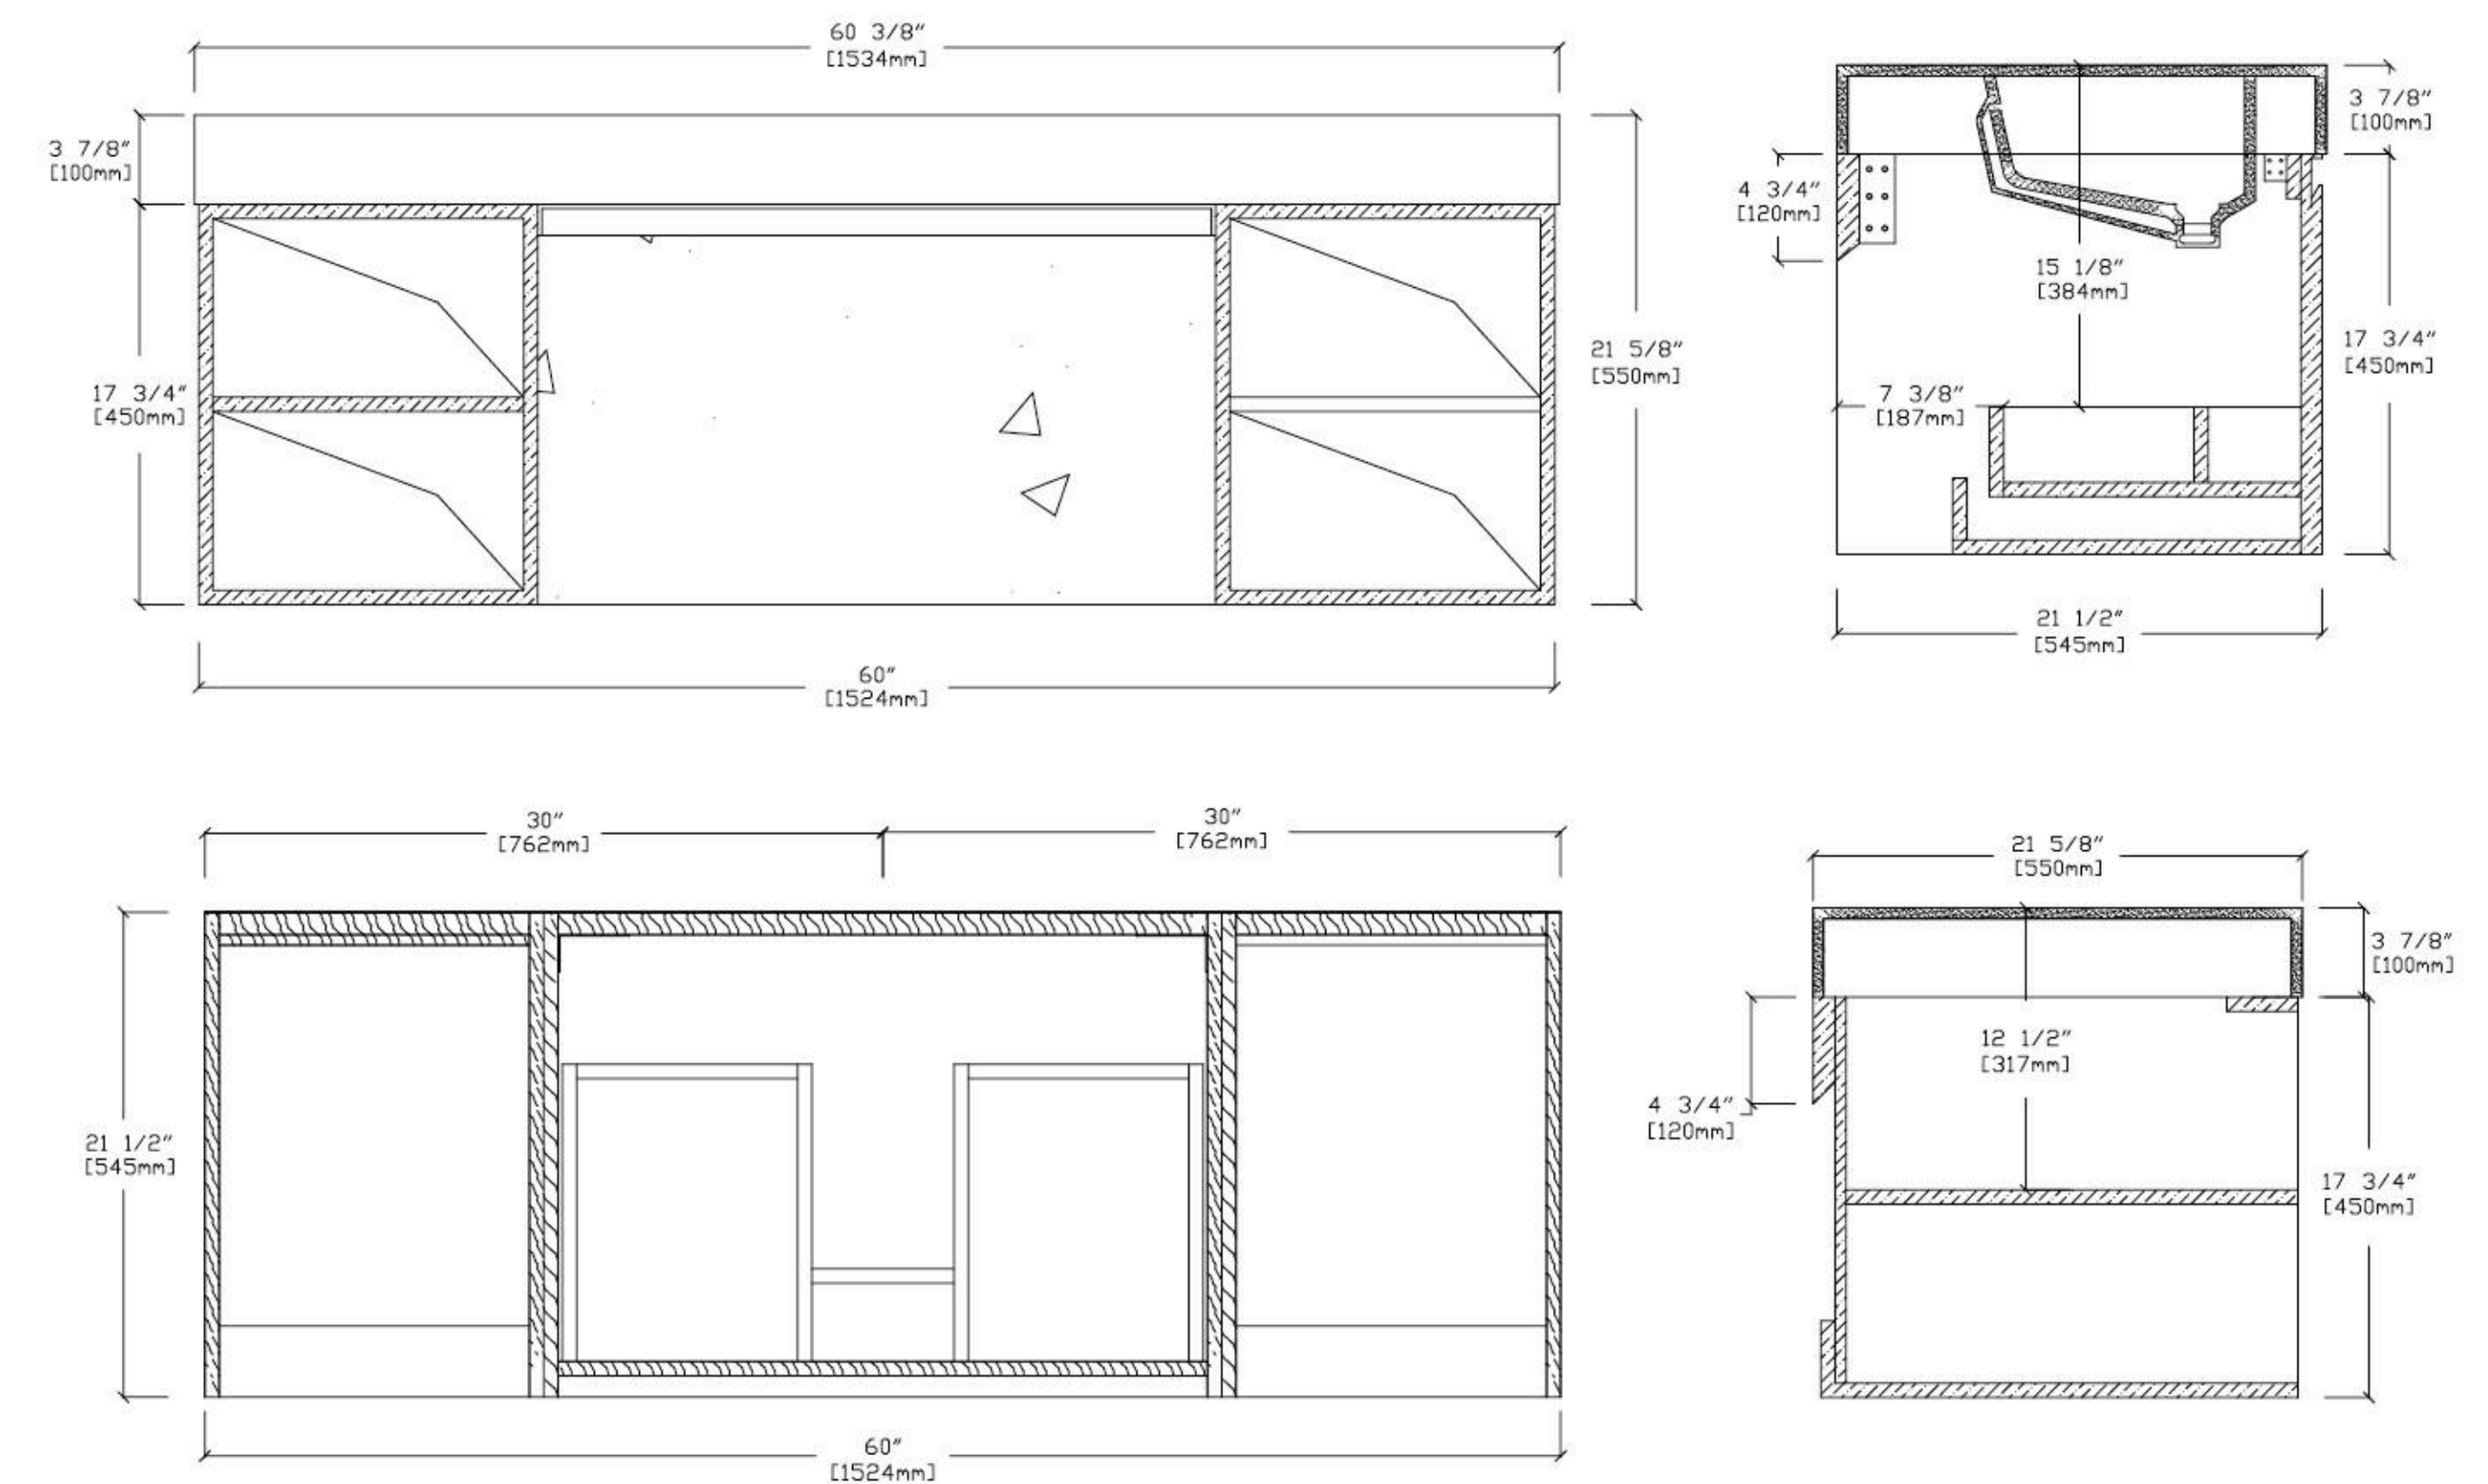 60 3/8"
[1534mm]
3 7/8"
[100mm]
17 3/4"
[450mm]
21 5/8"
[550mm]
60"
[1524mm]
3 7/8"
[100mm]
4 3/4"
[120mm]
15 1/8"
[384mm]
17 3/4"
[450mm]
7 3/8"
[187mm]
21 1/2"
[545mm]
30"
[762mm]
30"
[762mm]
21 1/2"
[545mm]
60"
[1524mm]
21 5/8"
[550mm]
3 7/8"
[100mm]
12 1/2"
[317mm]
4 3/4"
[120mm]
17 3/4"
[450mm]